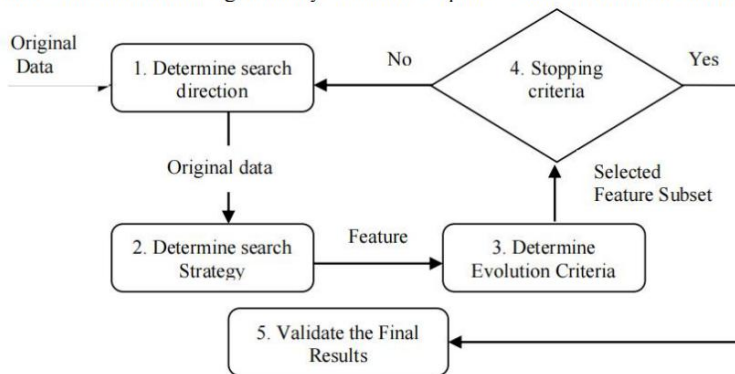 Original
Data
1. Determine search
direction
No
4. Stopping
criteria
Yes
Original data
Selected
Feature Subset
2. Determine search
Strategy
Feature
3. Determine
Evolution Criteria
5. Validate the Final
Results